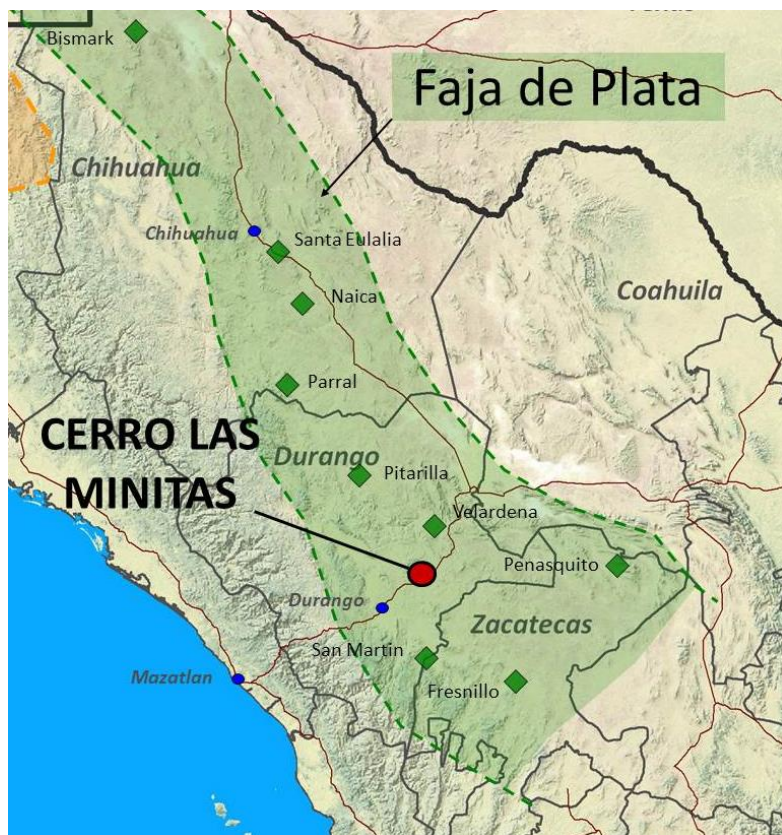 Bismark
Faja de Plata
Chihuahua
Chihuahua
Santa Eulalia
Naica
Coahuila
Parral
CERRO LAS
MINITAS
Durango
Pitarilla
Velardena
Penasquito
Durango
Zacatecas
San Martin
Mazatlan
Fresnillo